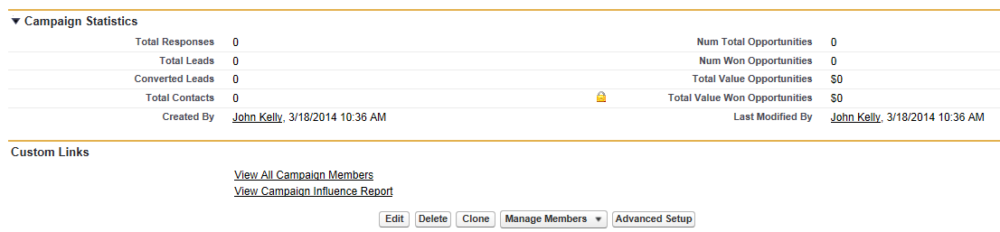 Campaign Statistics
Total Responses 0 Num Total Opportunities 0
Total Leads 0 Num Won Opportunities 0
Converted Leads 0 Total Value Opportunities $0
Total Contacts 0 Total Value Won Opportunities $0
Created By John Kelly, 3/18/2014 10:36 AM Last Modified By John Kelly, 3/18/2014 10:36 AM
Custom Links
View All Campaign Members
View Campaign Influence Report
Edit Delete Clone Manage Members Advanced Setup